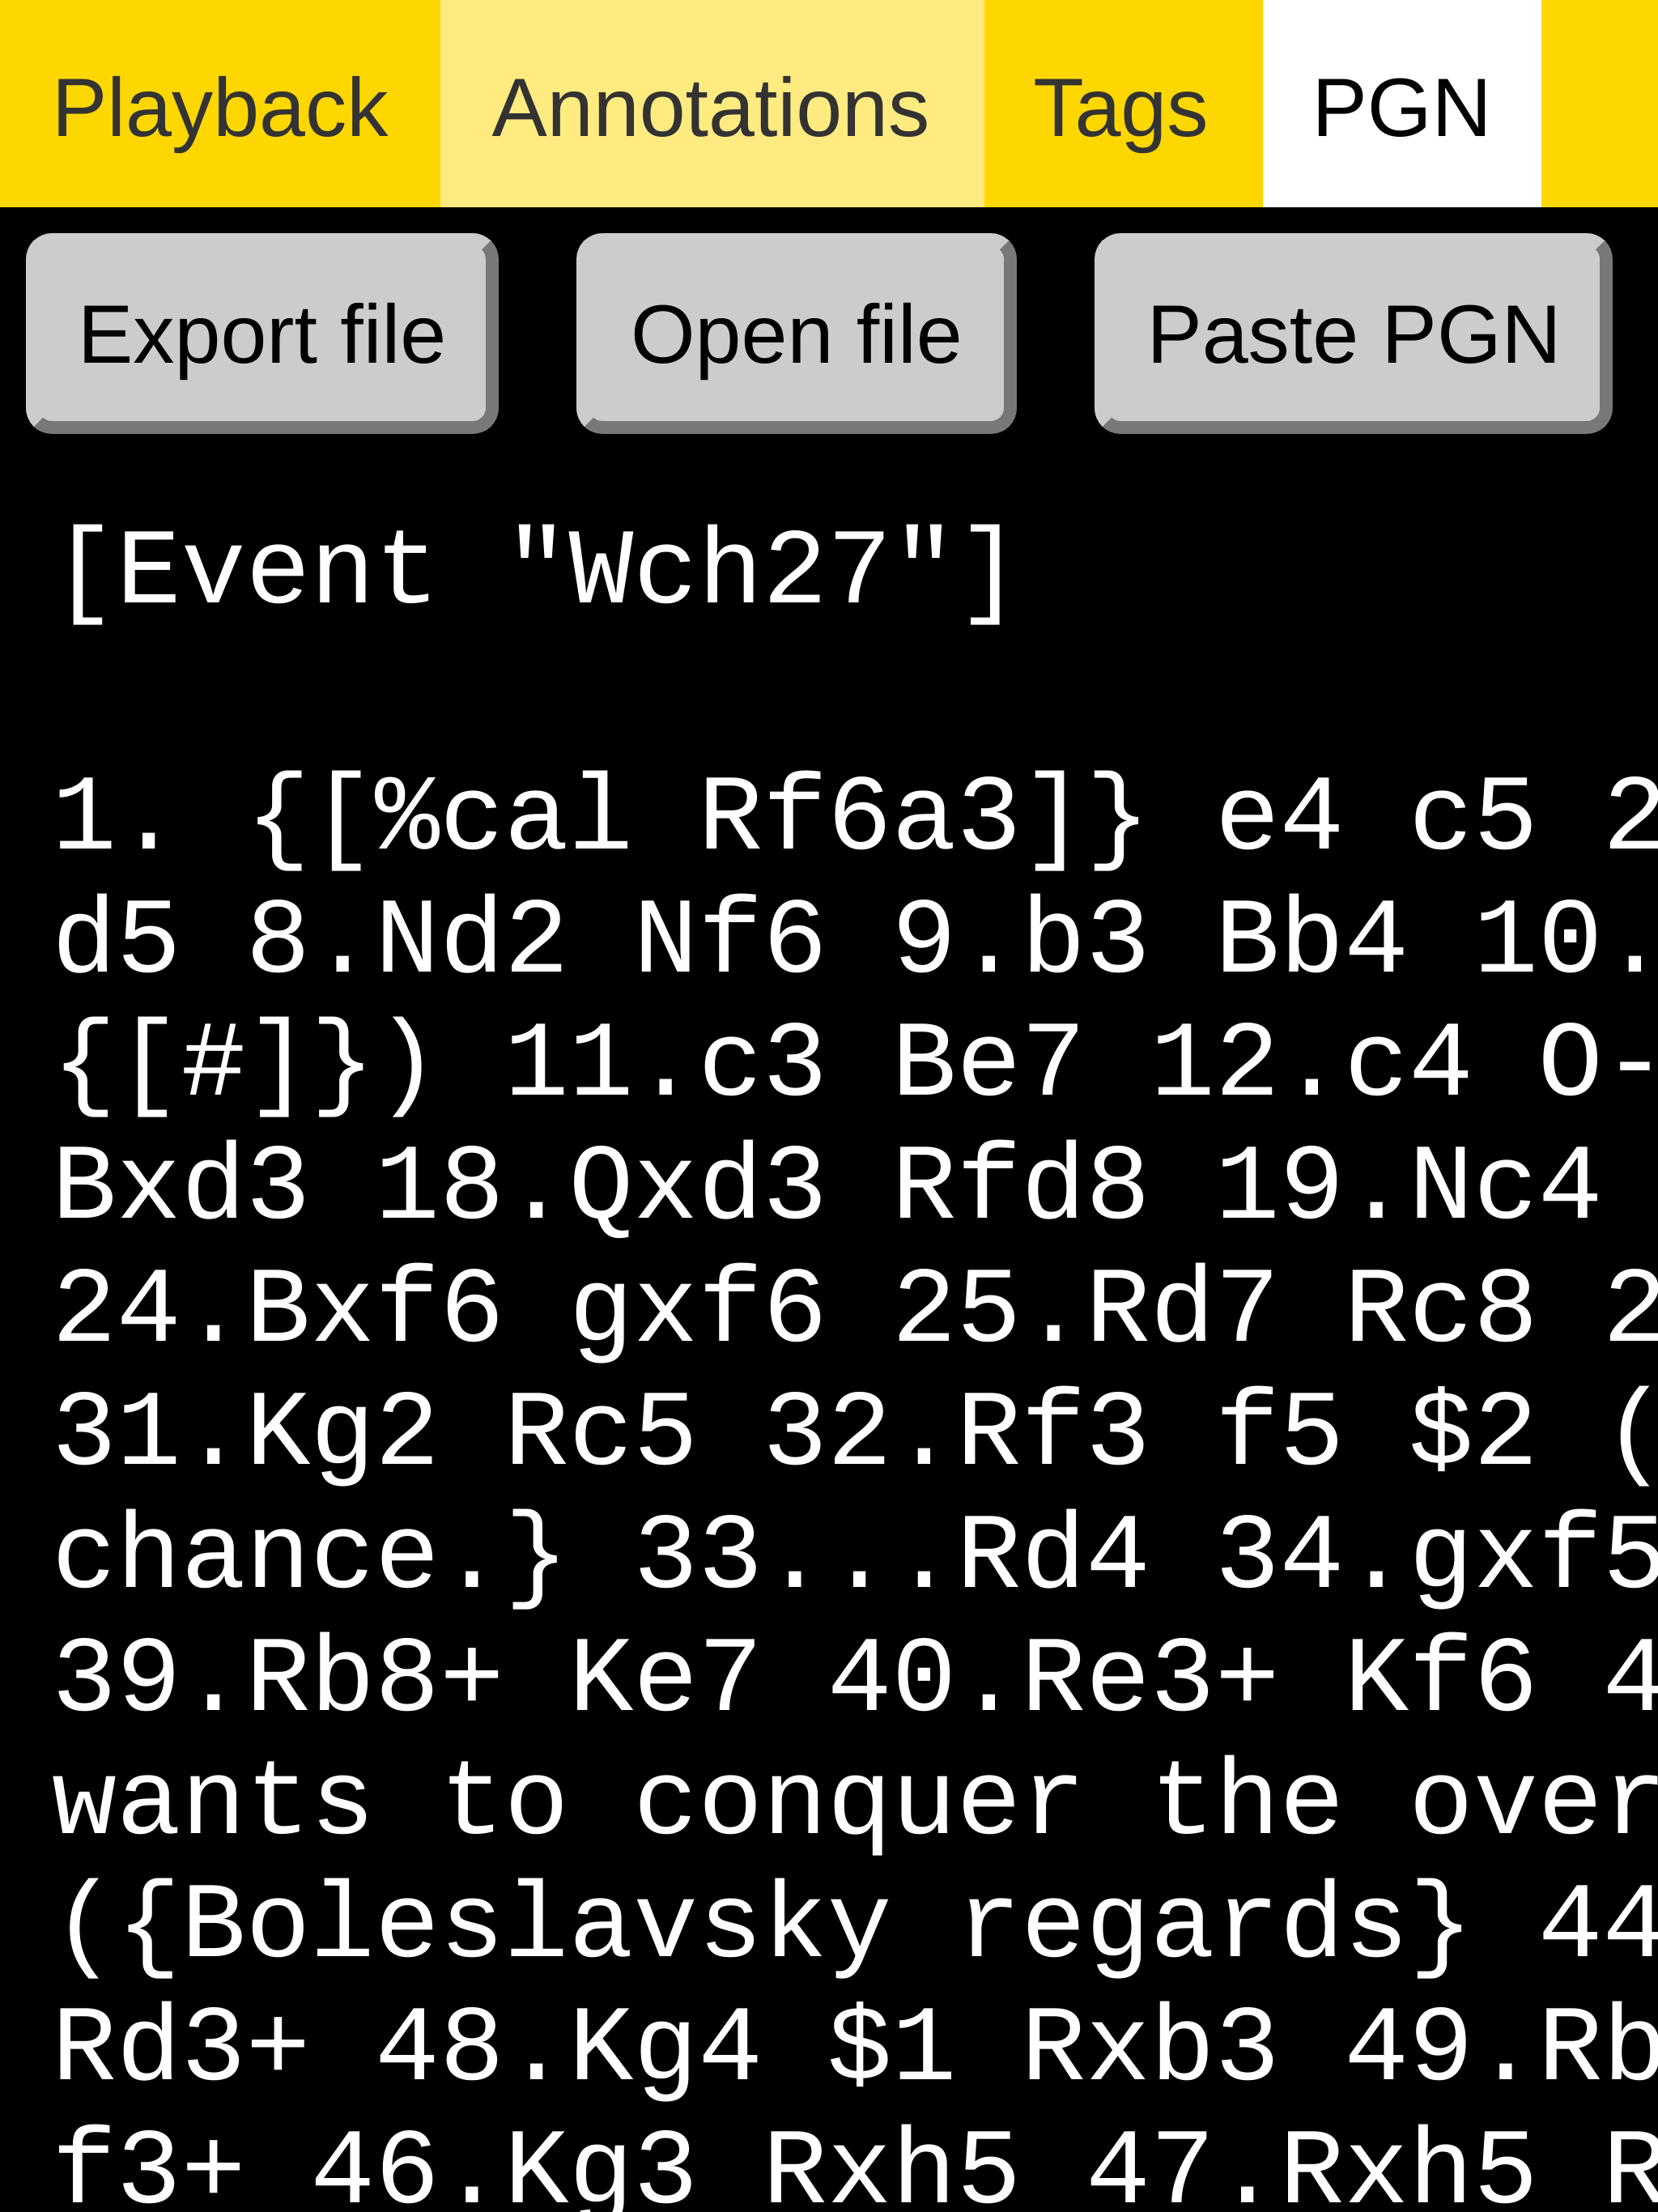 Playback Annotations Tags PGN
Export file Open file Paste PGN
[Event "Wch27"]
1. {[%cal Rf6a3]} e4 c5 2
d5 8.Nd2 Nf6 9.b3 Bb4 10.
{[#]}) 11.c3 Be7 12.c4 O-
Bxd3 18.Qxd3 Rfd8 19.Nc4
24.Bxf6 gxf6 25.Rd7 Rc8 2
31.Kg2 Rc5 32.Rf3 f5 $2 (
chance.} 33...Rd4 34.gxf5
39.Rb8+ Ke7 40.Re3+ Kf6 4
wants to conquer the over
({Boleslavsky regards} 44
Rd3+ 48.Kg4 $1 Rxb3 49.Rb
f3+ 46.Kg3 Rxh5 47.Rxh5 R